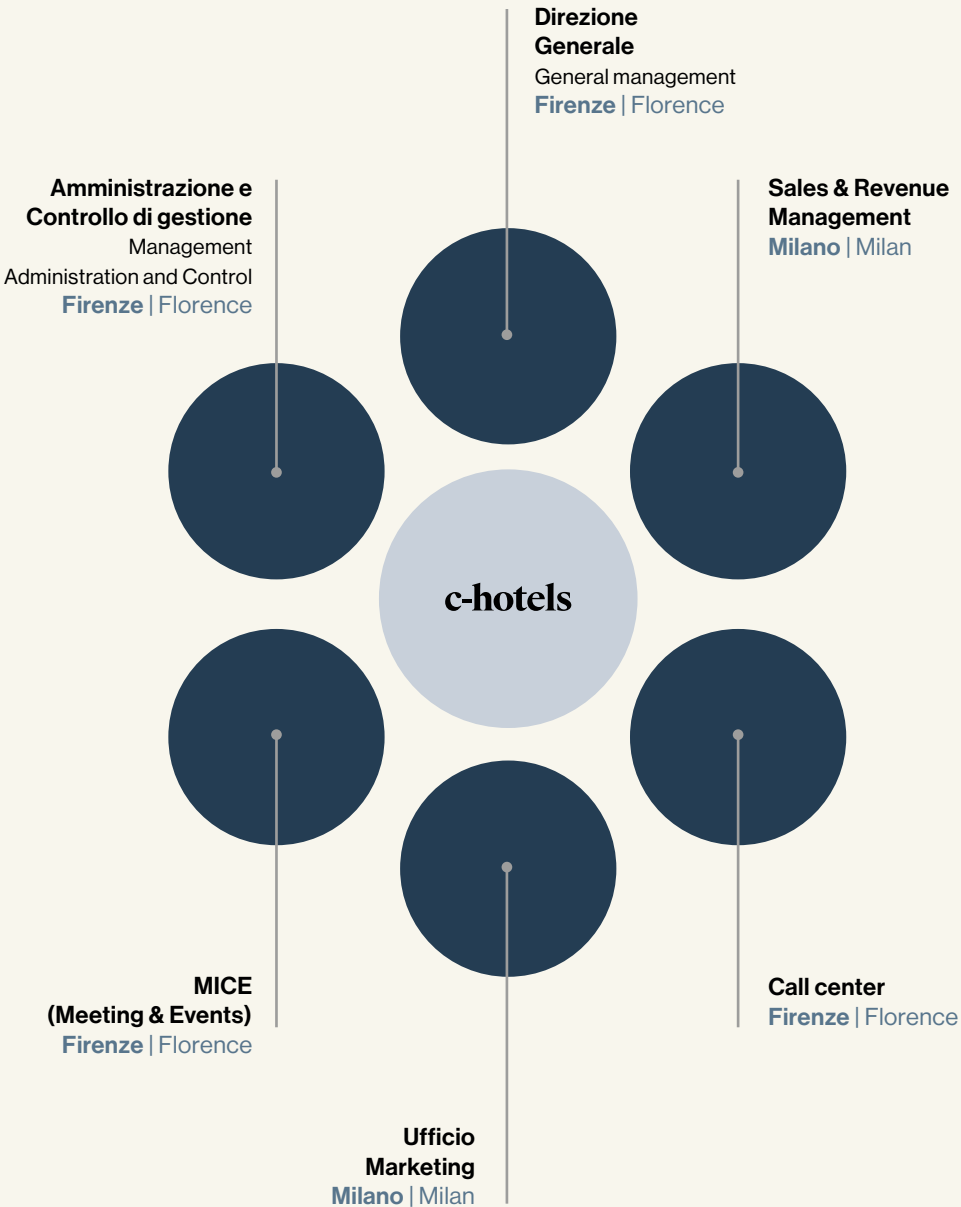 Direzione
Generale
General management
Firenze | Florence
Amministrazione e
Controllo di gestione
Management
Administration and Control
Firenze | Florence
Sales & Revenue
Management
Milano | Milan
c-hotels
MICE
(Meeting & Events)
Firenze | Florence
Call center
Firenze | Florence
Ufficio
Marketing
Milano | Milan